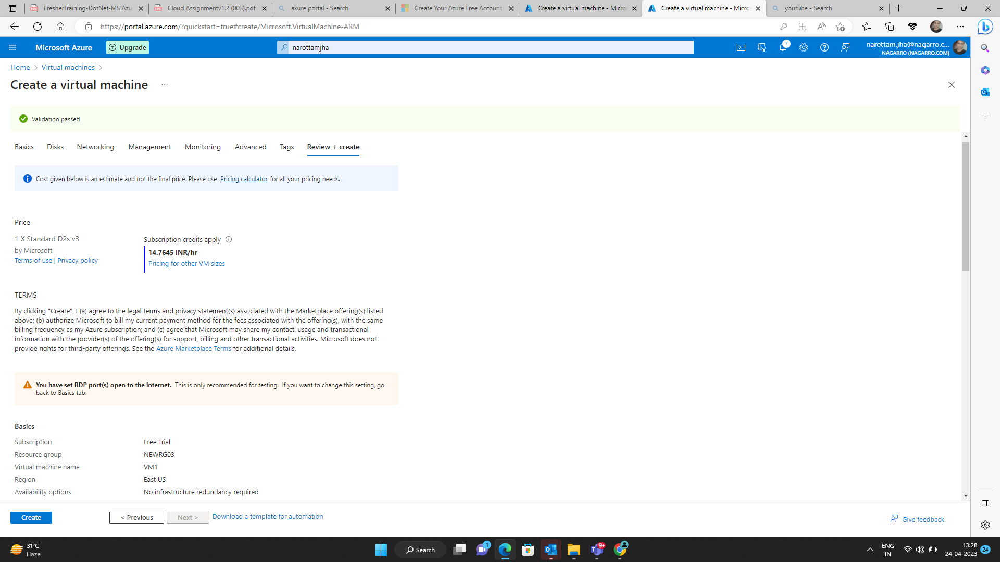 FresherTraining-DotNet-MS Azu
Cloud Assignmentv1.2 (003).pdf
axure portal - Search
Create Your Azure Free Account
Create a virtual machine - Micros
Create a virtual machine - Micros
youtube - Search
https://portal.azure.com/?quickstart=true#create/Microsoft.VirtualMachine-ARM
Microsoft Azure
Upgrade
narottamjha
7
narottam.jha@nagarro.c...
NAGARRO (NAGARRO.COM)
Home > Virtual machines >
Create a virtual machine ...
Validation passed
Basics Disks Networking Management Monitoring Advanced Tags Review + create
Cost given below is an estimate and not the final price. Please use Pricing calculator for all your pricing needs.
Price
1 X Standard D2s v3
by Microsoft
Terms of use | Privacy policy
Subscription credits apply
14.7645 INR/hr
Pricing for other VM sizes
TERMS
By clicking "Create", I (a) agree to the legal terms and privacy statement(s) associated with the Marketplace offering(s) listed
above; (b) authorize Microsoft to bill my current payment method for the fees associated with the offering(s), with the same
billing frequency as my Azure subscription; and (c) agree that Microsoft may share my contact, usage and transactional
information with the provider(s) of the offering(s) for support, billing and other transactional activities. Microsoft does not
provide rights for third-party offerings. See the Azure Marketplace Terms for additional details.
You have set RDP port(s) open to the internet. This is only recommended for testing. If you want to change this setting, go
back to Basics tab.
Basics
Subscription Free Trial
Resource group NEWRG03
Virtual machine name VM1
Region East US
Availability options No infrastructure redundancy required
Create
< Previous
Next >
Download a template for automation
Give feedback
31°C
Haze
Search
1
9+
ENG
IN
13:28
24-04-2023
24